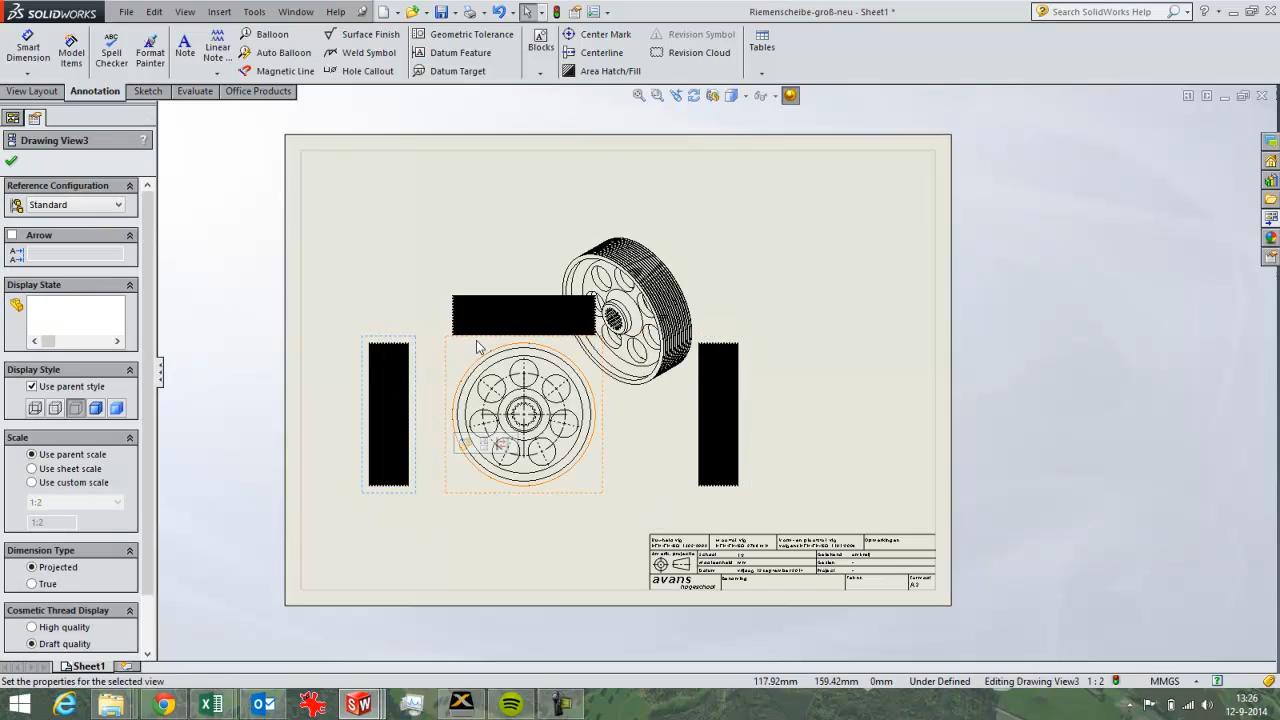 SOLIDWORKS File Edit View Insert Tools Window Help Riemenscheibe-groß-neu - Sheet1 * Search SolidWorks Help
Smart Dimension Model Items Spell Checker Format Painter Note Linear Note ... Balloon Auto Balloon Magnetic Line Surface Finish Weld Symbol Hole Callout Geometric Tolerance Datum Feature Datum Target Blocks Center Mark Centerline Area Hatch/Fill Revision Symbol Revision Cloud Tables
View Layout Annotation Sketch Evaluate Office Products
Drawing View3 ?
Reference Configuration
Standard
Arrow
Display State
Display Style
Use parent style
Scale
Use parent scale
Use sheet scale
Use custom scale
1:2
1:2
Dimension Type
Projected
True
Cosmetic Thread Display
High quality
Draft quality
School
Datum
avans
hogeschool
Benaming
Formaat
A3
Sheet1
Set the properties for the selected view 117.92mm 159.42mm 0mm Under Defined Editing Drawing View3 1 : 2 MMGS
13:26
12-9-2014